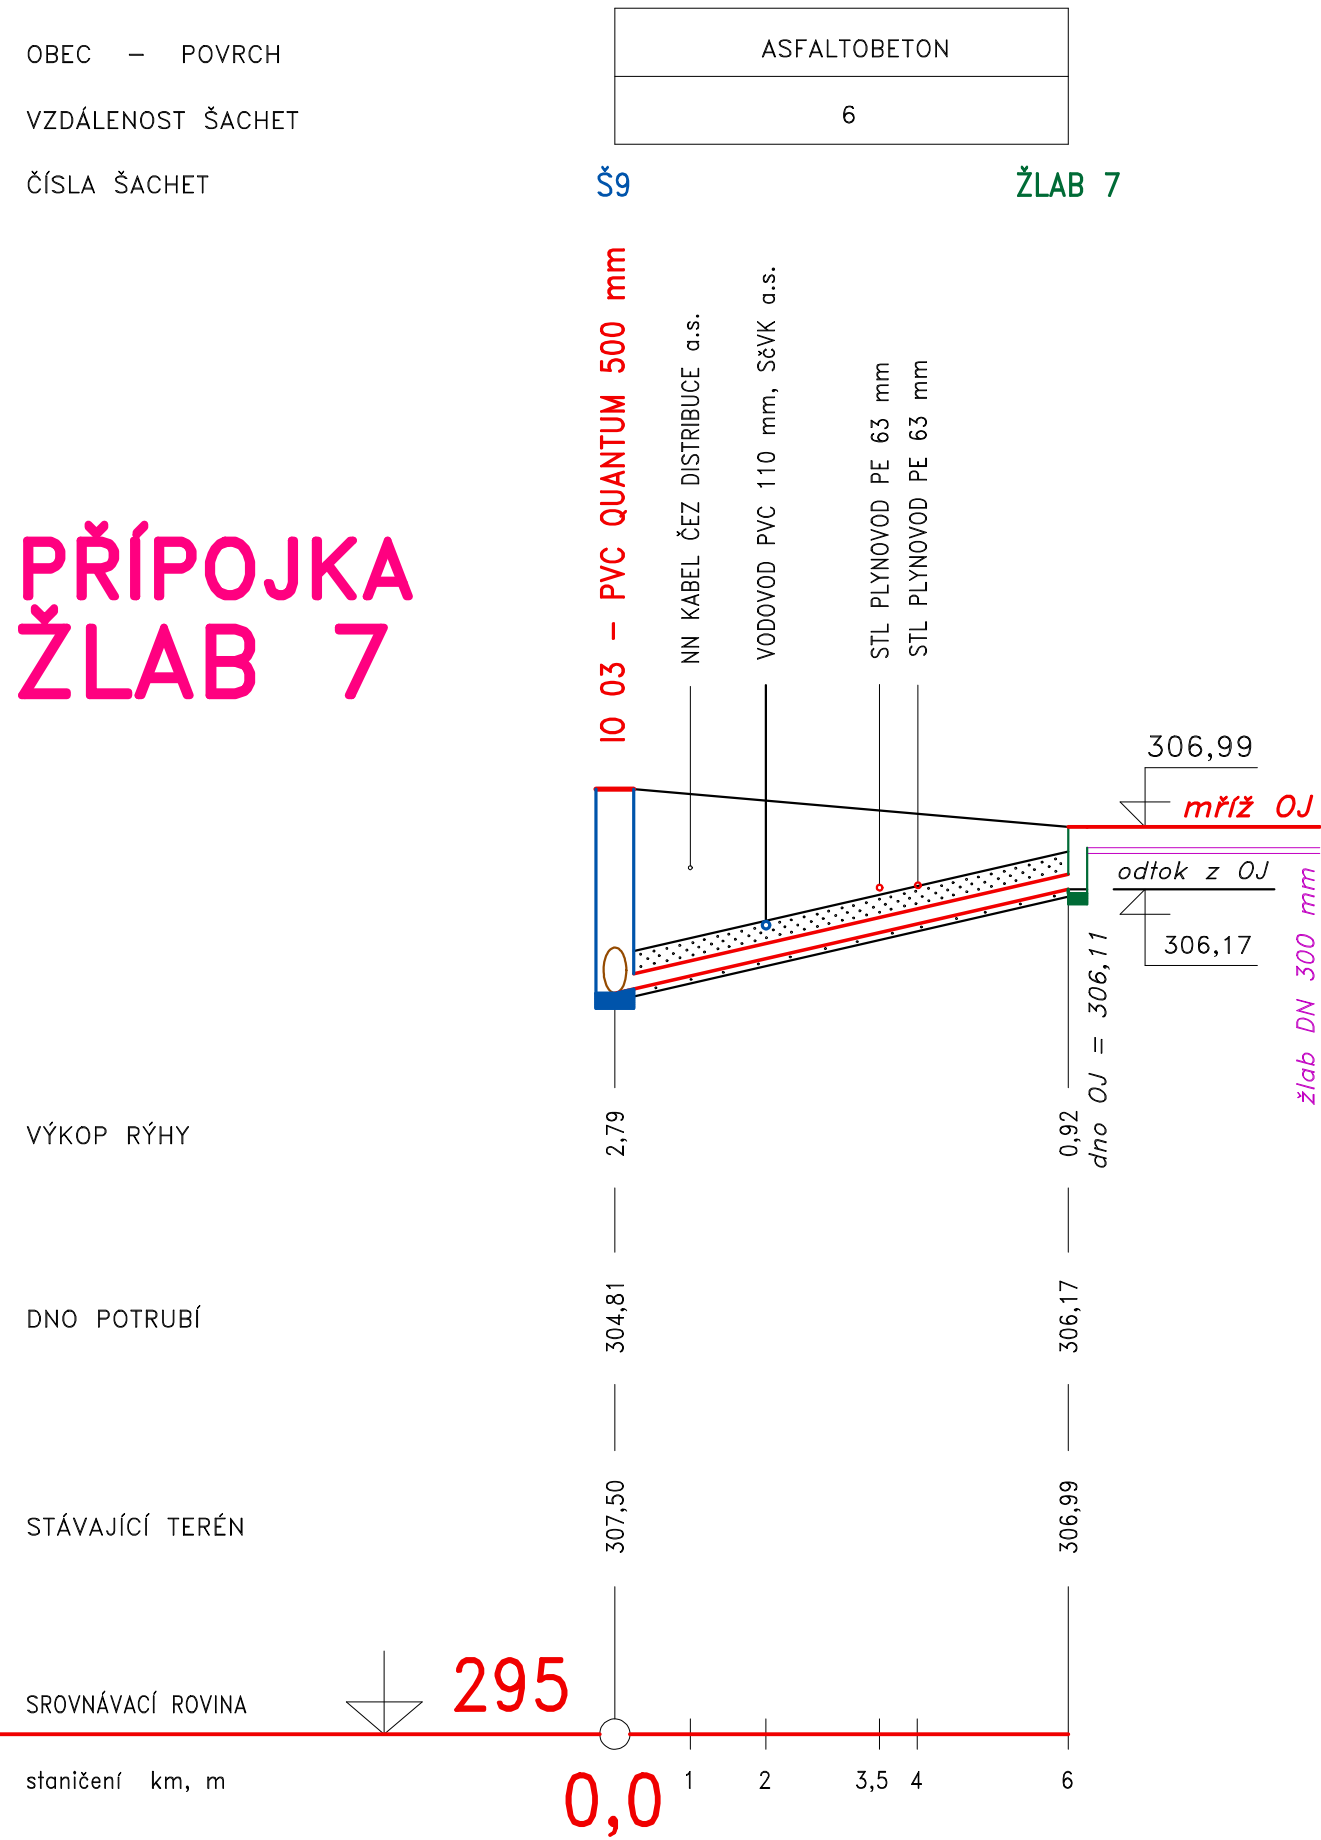 OBEC – POVRCH
ASFALTOBETON
VZDÁLENOST ŠACHET
6
ČÍSLA ŠACHET
Š9
ŽLAB 7
IO 03 – PVC QUANTUM 500 mm
NN KABEL ČEZ DISTRIBUCE a.s.
VODOVOD PVC 110 mm, SčVK a.s.
STL PLYNOVOD PE 63 mm
STL PLYNOVOD PE 63 mm
PŘÍPOJKA
ŽLAB 7
306,99
mříž OJ
odtok z OJ
306,17
dno OJ = 306,11
žlab DN 300 mm
VÝKOP RÝHY
2,79
0,92
DNO POTRUBÍ
304,81
306,17
STÁVAJÍCÍ TERÉN
307,50
306,99
SROVNÁVACÍ ROVINA
295
staničení km, m
0,0
1
2
3,5
4
6